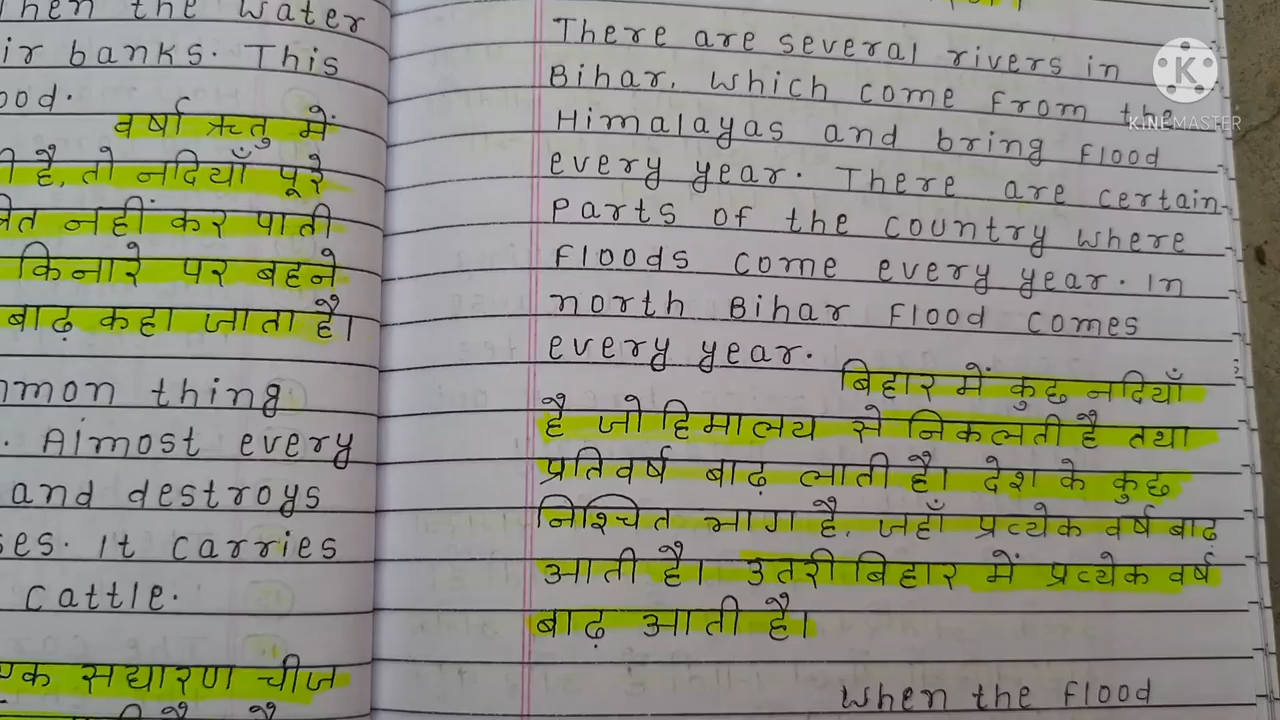 then the water
ir banks. This
ood.
वर्षा ऋतु में
है, तो नदियाँ पूरे
नहीं कर पाती
किनारे पर बहने
बाढ़ कहा जाता है।
mmon thing
. Almost every
and destroys
ses. It carries
cattle.
एक सधारण चीज
There are several rivers in
Bihar, which come from the
Himalayas and bring flood
every year. There are certain
parts of the country where
floods come every year. In
north Bihar flood comes
every year.
बिहार में कुछ नदियाँ
है जो हिमालय से निकलती है तथा
प्रतिवर्ष बाढ़ लाती है। देश के कुछ
निश्चित भाग है, जहाँ प्रत्येक वर्ष बाढ़
आती है। उतरी बिहार में प्रत्येक वर्ष
बाढ़ आती है।
When the flood
K
KINEMASTER